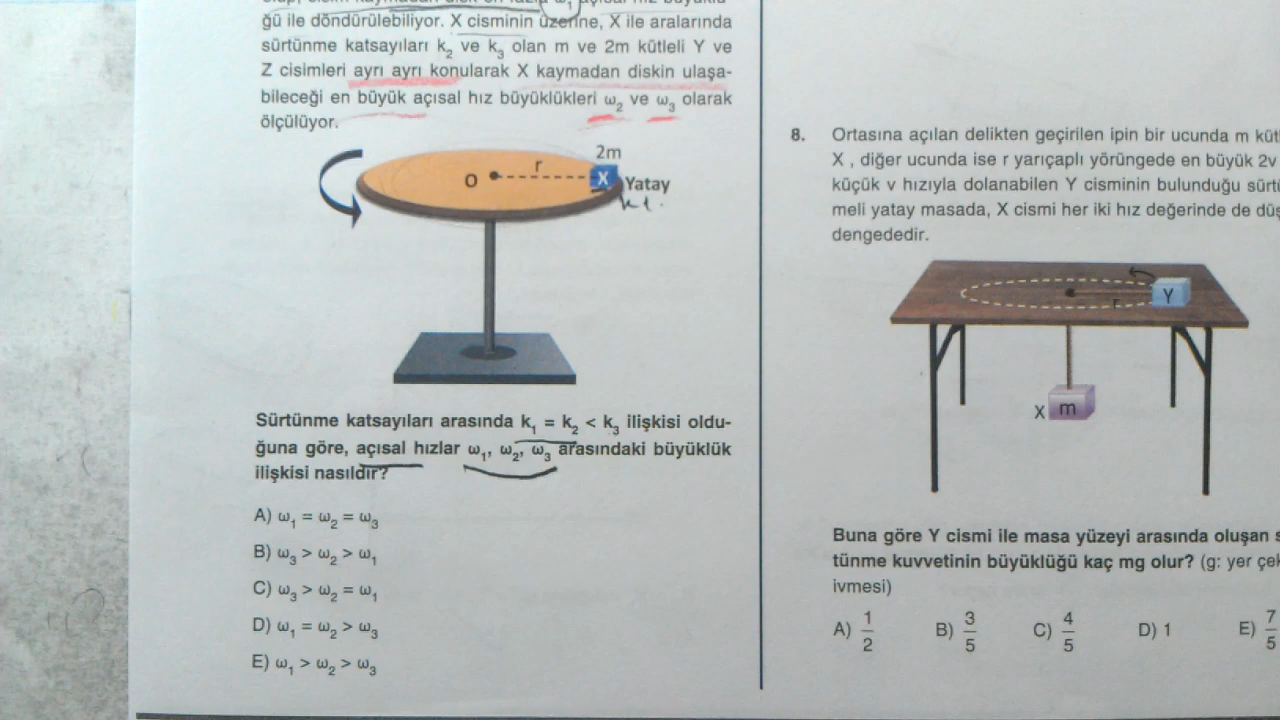 ğü ile döndürülebiliyor. X cisminin üzerine, X ile aralarında
sürtünme katsayıları k₂ ve k₃ olan m ve 2m kütleli Y ve
Z cisimleri ayrı ayrı konularak X kaymadan diskin ulaşa-
bileceği en büyük açısal hız büyüklükleri ω₂ ve ω₃ olarak
ölçülüyor.
2m
O r X Yatay
k₁.
Sürtünme katsayıları arasında k₁ = k₂ < k₃ ilişkisi oldu-
ğuna göre, açısal hızlar ω₁, ω₂, ω₃ arasındaki büyüklük
ilişkisi nasıldır?
A) ω₁ = ω₂ = ω₃
B) ω₃ > ω₂ > ω₁
C) ω₃ > ω₂ = ω₁
D) ω₁ = ω₂ > ω₃
E) ω₁ > ω₂ > ω₃
8. Ortasına açılan delikten geçirilen ipin bir ucunda m
X , diğer ucunda ise r yarıçaplı yörüngede en büyük 2v
küçük v hızıyla dolanabilen Y cisminin bulunduğu
meli yatay masada, X cismi her iki hız değerinde de
dengededir.
r Y
X m
Buna göre Y cismi ile masa yüzeyi arasında oluşan
tünme kuvvetinin büyüklüğü kaç mg olur? (g: yer
ivmesi)
A) 1/2 B) 3/5 C) 4/5 D) 1 E) 7/5